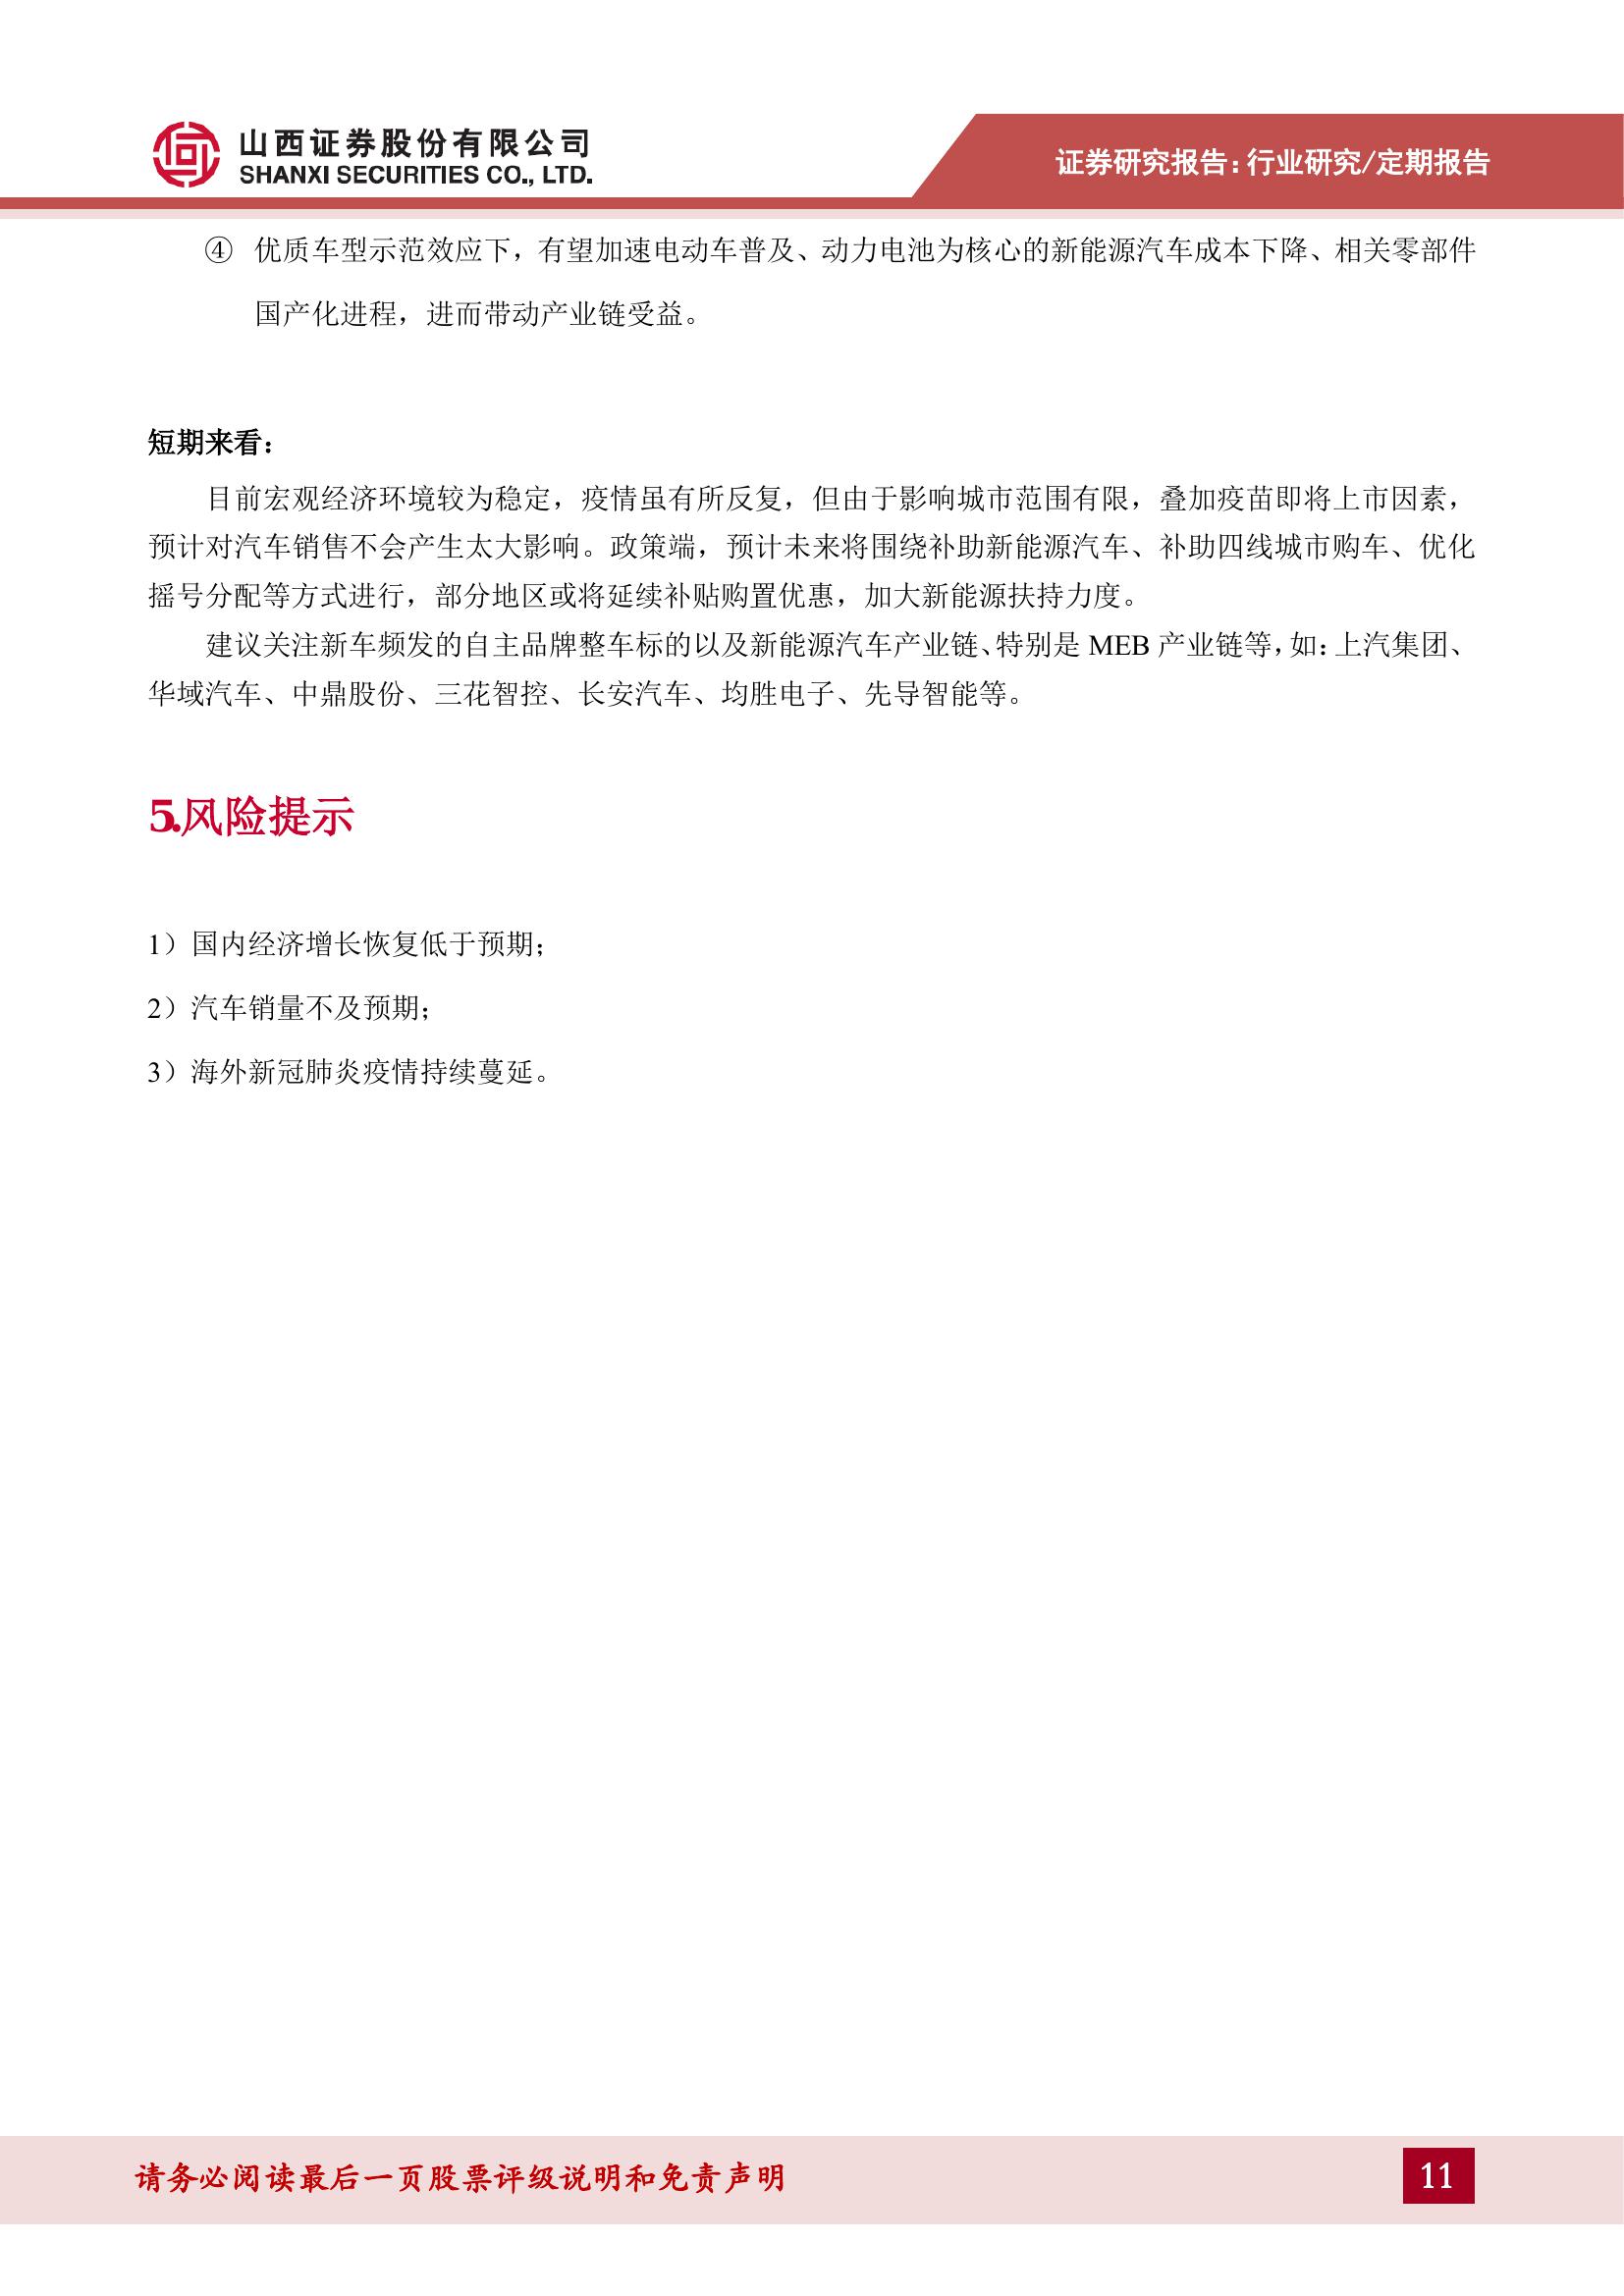 山西证券股份有限公司
SHANXI SECURITIES CO., LTD.
证券研究报告：行业研究/定期报告
④ 优质车型示范效应下，有望加速电动车普及、动力电池为核心的新能源汽车成本下降、相关零部件
国产化进程，进而带动产业链受益。
短期来看：
目前宏观经济环境较为稳定，疫情虽有所反复，但由于影响城市范围有限，叠加疫苗即将上市因素，
预计对汽车销售不会产生太大影响。政策端，预计未来将围绕补助新能源汽车、补助四线城市购车、优化
摇号分配等方式进行，部分地区或将延续补贴购置优惠，加大新能源扶持力度。
建议关注新车频发的自主品牌整车标的以及新能源汽车产业链、特别是 MEB 产业链等，如：上汽集团、
华域汽车、中鼎股份、三花智控、长安汽车、均胜电子、先导智能等。
5.风险提示
1）国内经济增长恢复低于预期；
2）汽车销量不及预期；
3）海外新冠肺炎疫情持续蔓延。
请务必阅读最后一页股票评级说明和免责声明
11